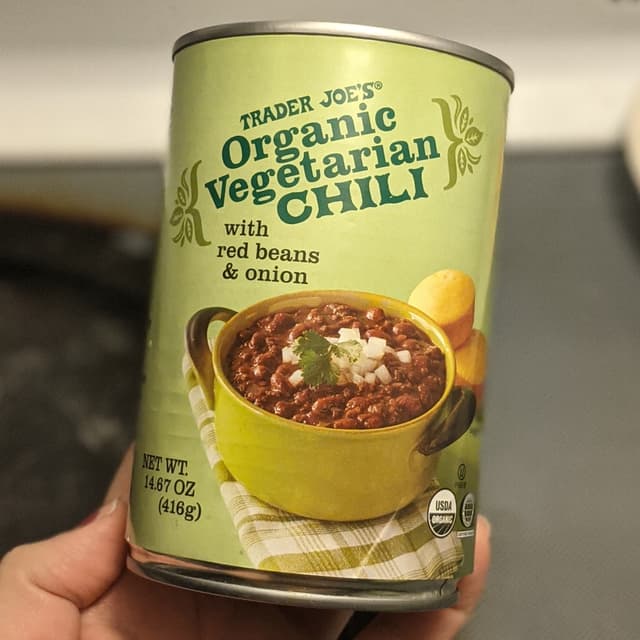 TRADER JOE'S®
Organic
Vegetarian
CHILI
with
red beans
& onion
NET WT.
14.67 OZ
(416g)
USDA
ORGANIC